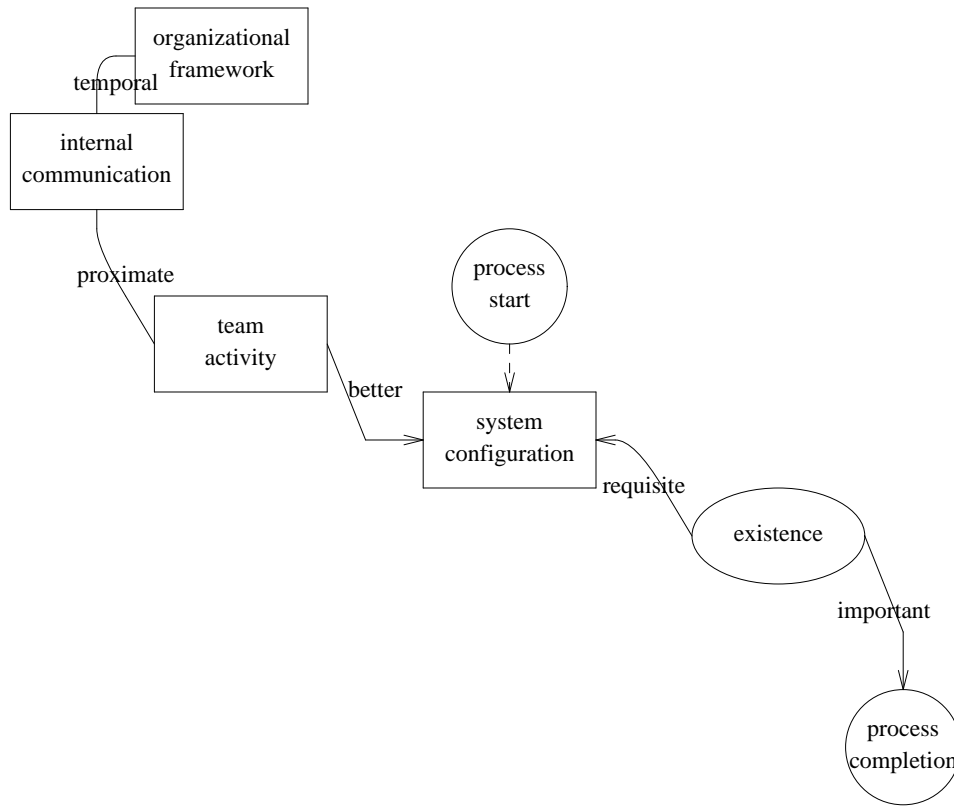 organizational
framework
temporal
internal
communication
proximate
process
start
team
activity
better
system
configuration
requisite
existence
important
process
completion